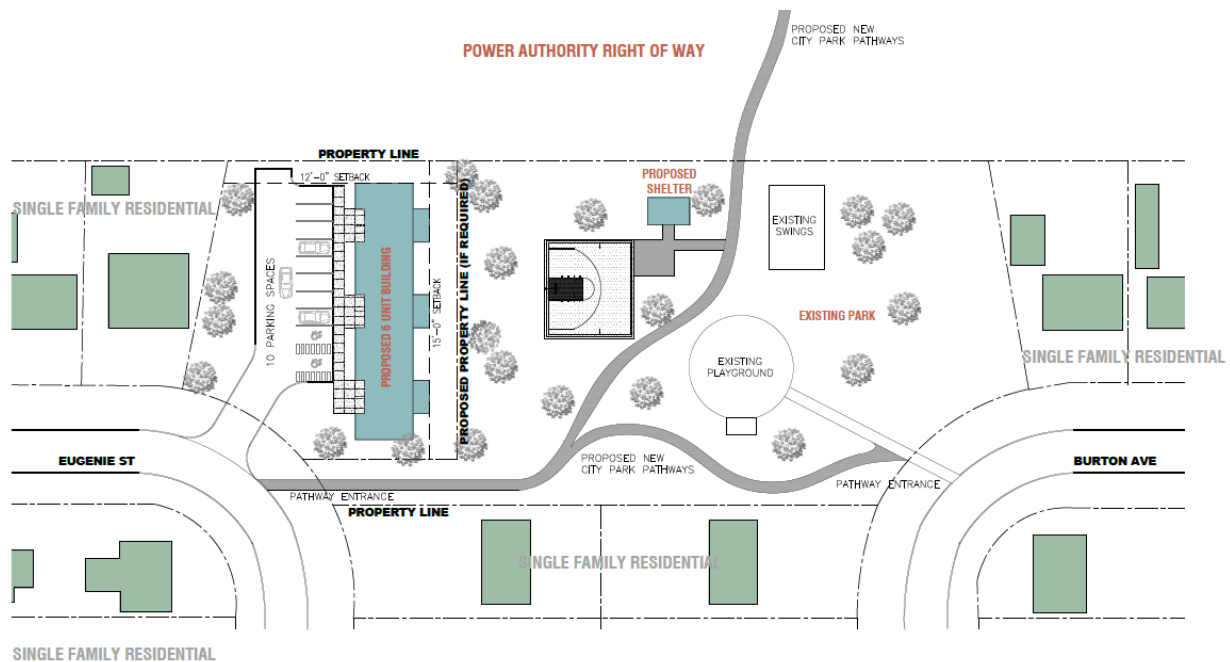 POWER AUTHORITY RIGHT OF WAY
PROPOSED NEW
CITY PARK PATHWAYS
PROPERTY LINE
12'-0" SETBACK
SINGLE FAMILY RESIDENTIAL
10 PARKING SPACES
PROPOSED 6 UNIT BUILDING
15'-0" SETBACK
PROPOSED PROPERTY LINE (IF REQUIRED)
PROPOSED
SHELTER
EXISTING
SWINGS
EXISTING PARK
EXISTING
PLAYGROUND
SINGLE FAMILY RESIDENTIAL
EUGENIE ST
PROPOSED NEW
CITY PARK PATHWAYS
BURTON AVE
PATHWAY ENTRANCE
PATHWAY ENTRANCE
PROPERTY LINE
SINGLE FAMILY RESIDENTIAL
SINGLE FAMILY RESIDENTIAL